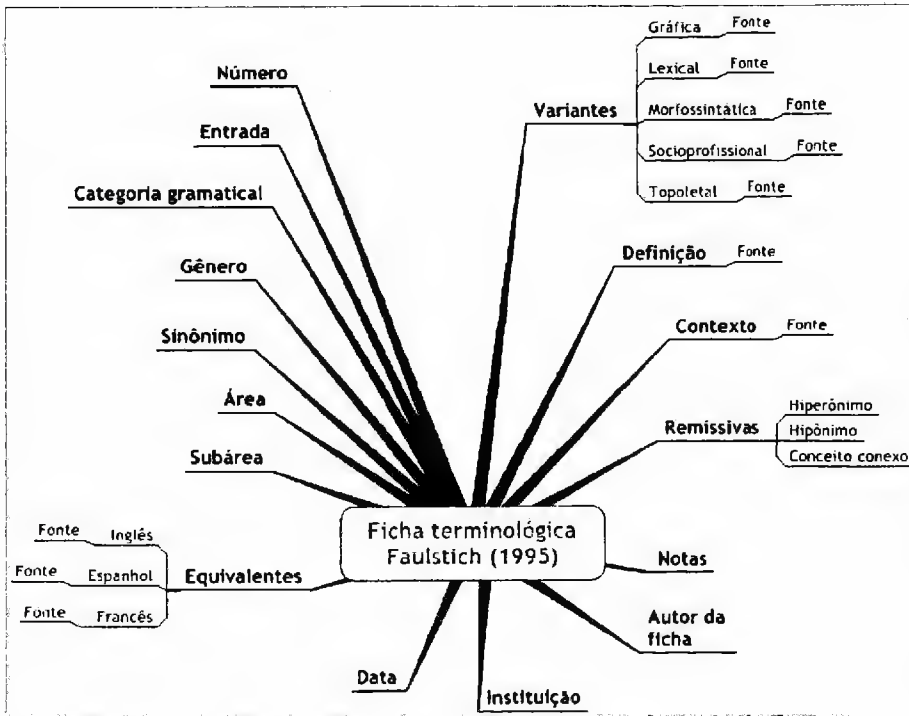 Número
Entrada
Categoria gramatical
Gênero
Sinônimo
Área
Subárea
Equivalentes
Inglês Fonte
Espanhol Fonte
Francês Fonte
Data
Ficha terminológica
Faulstich (1995)
Variantes
Gráfica Fonte
Lexical Fonte
Morfossintática Fonte
Socioprofissional Fonte
Topoletal Fonte
Definição Fonte
Contexto Fonte
Remissivas
Hiperônimo
Hipônimo
Conceito conexo
Notas
Autor da
ficha
Instituição